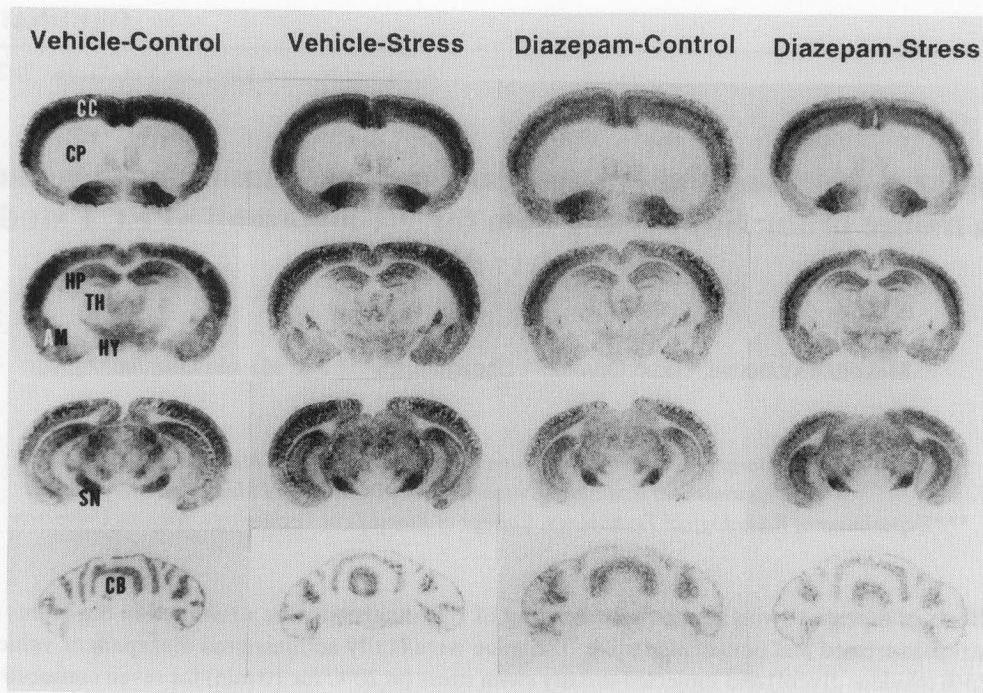 Vehicle-Control Vehicle-Stress Diazepam-Control Diazepam-Stress
CC
CP
HP
TH
AM
HY
SN
CB